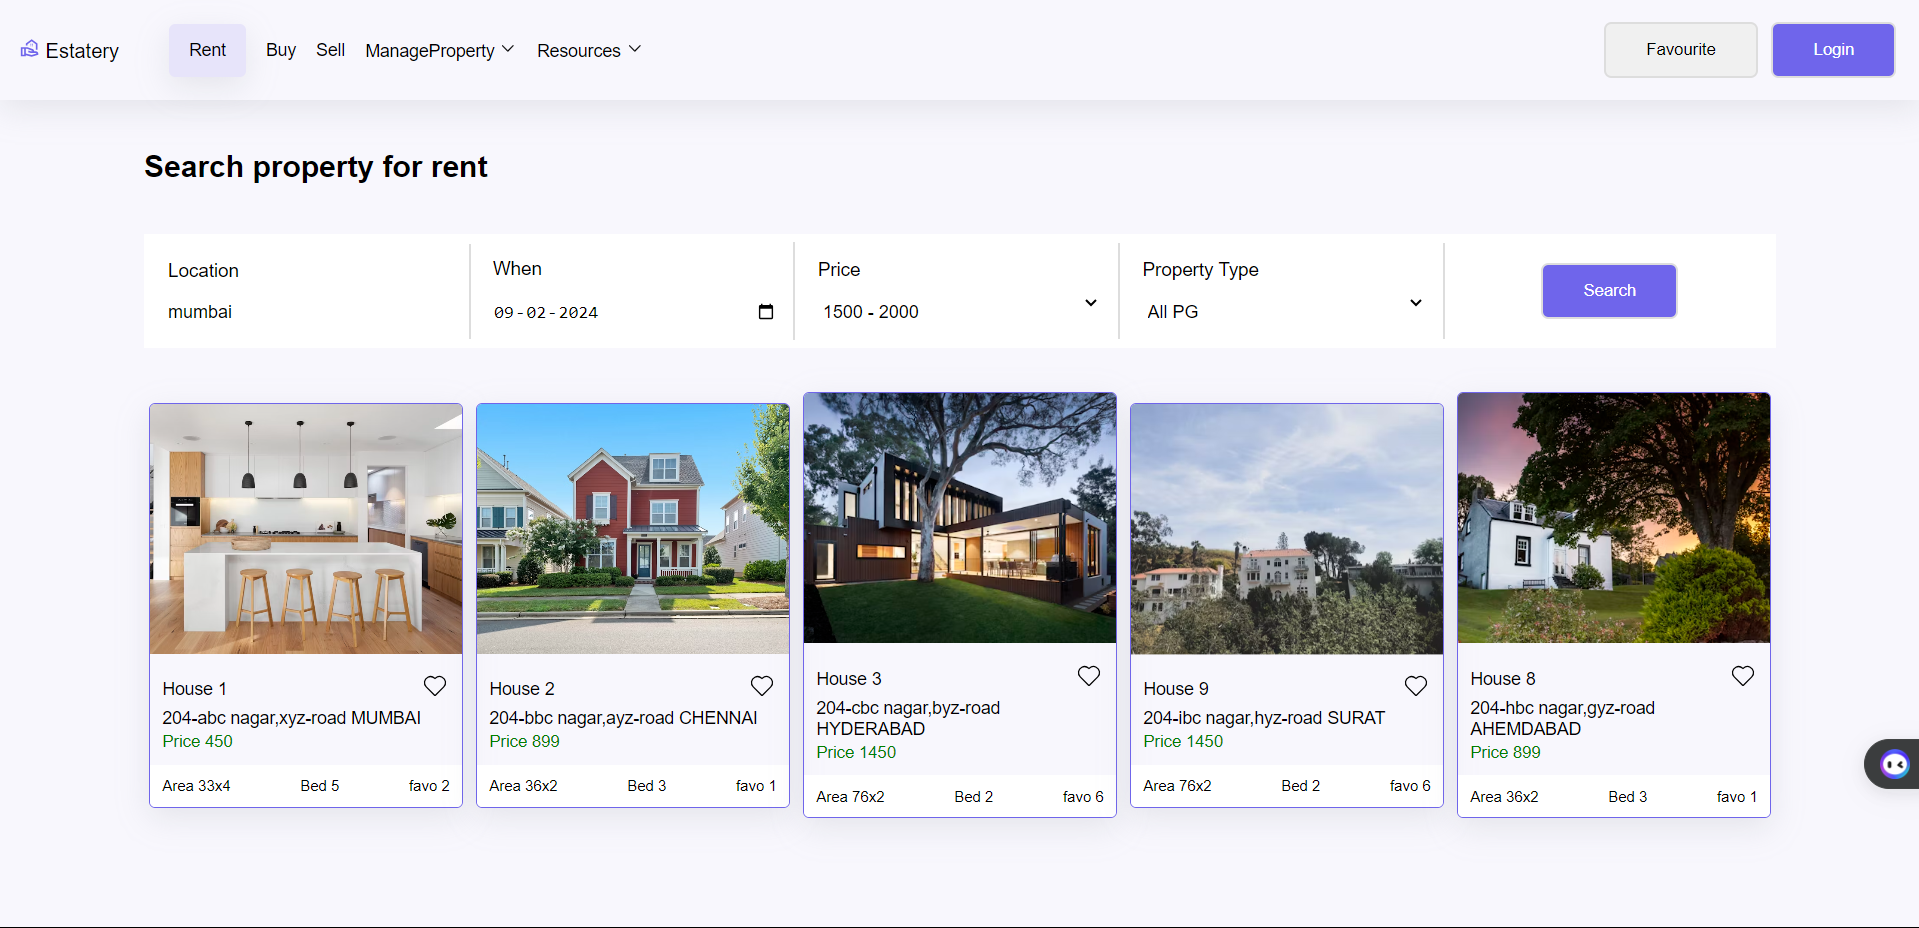 Estatery
Rent
Buy
Sell
ManageProperty
Resources
Favourite
Login
Search property for rent
Location
mumbai
When
09-02-2024
Price
1500 - 2000
Property Type
All PG
Search
House 1
204-abc nagar,xyz-road MUMBAI
Price 450
Area 33x4
Bed 5
favo 2
House 2
204-bbc nagar,ayz-road CHENNAI
Price 899
Area 36x2
Bed 3
favo 1
House 3
204-cbc nagar,byz-road
HYDERABAD
Price 1450
Area 76x2
Bed 2
favo 6
House 9
204-ibc nagar,hyz-road SURAT
Price 1450
Area 76x2
Bed 2
favo 6
House 8
204-hbc nagar,gyz-road
AHEMDABAD
Price 899
Area 36x2
Bed 3
favo 1